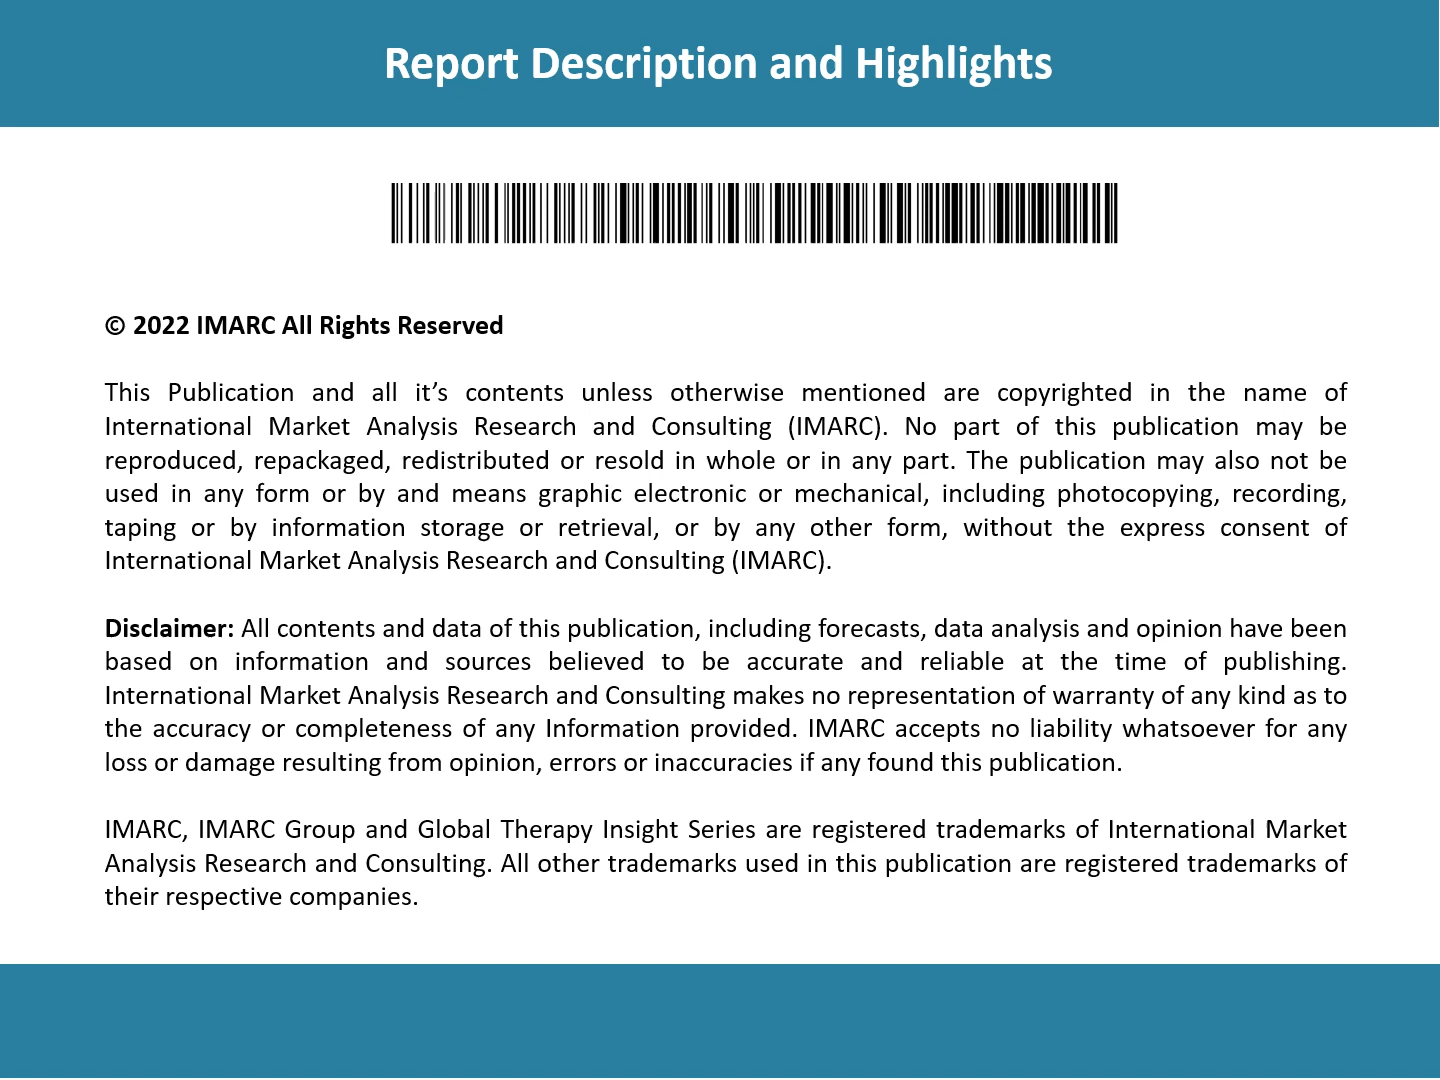 Report Description and Highlights
© 2022 IMARC All Rights Reserved
This Publication and all it’s contents unless otherwise mentioned are copyrighted in the name of
International Market Analysis Research and Consulting (IMARC). No part of this publication may be
reproduced, repackaged, redistributed or resold in whole or in any part. The publication may also not be
used in any form or by and means graphic electronic or mechanical, including photocopying, recording,
taping or by information storage or retrieval, or by any other form, without the express consent of
International Market Analysis Research and Consulting (IMARC).
Disclaimer: All contents and data of this publication, including forecasts, data analysis and opinion have been
based on information and sources believed to be accurate and reliable at the time of publishing.
International Market Analysis Research and Consulting makes no representation of warranty of any kind as to
the accuracy or completeness of any Information provided. IMARC accepts no liability whatsoever for any
loss or damage resulting from opinion, errors or inaccuracies if any found this publication.
IMARC, IMARC Group and Global Therapy Insight Series are registered trademarks of International Market
Analysis Research and Consulting. All other trademarks used in this publication are registered trademarks of
their respective companies.